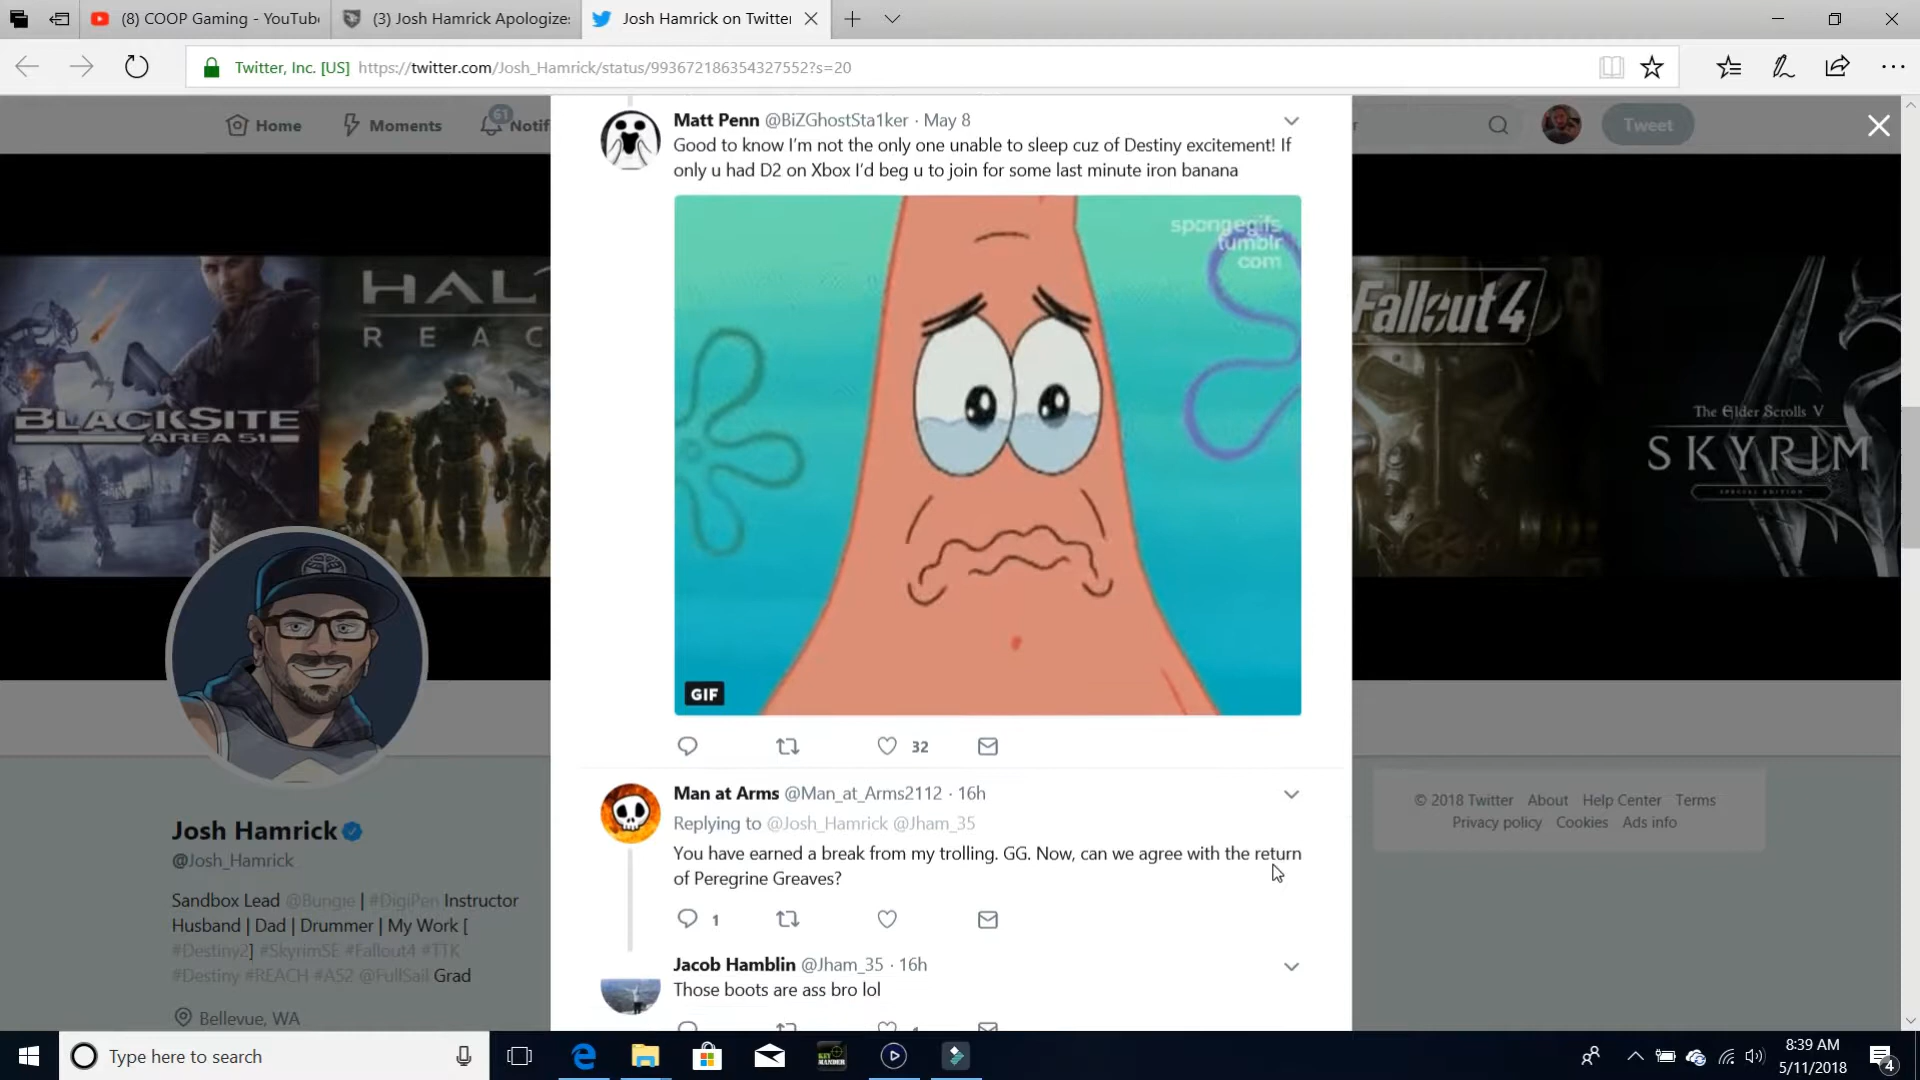 (8) COOP Gaming - YouTube
(3) Josh Hamrick Apologize:
Josh Hamrick on Twitter
Twitter, Inc. [US] https://twitter.com/Josh_Hamrick/status/993672186354327552?s=20
Home
Moments
61
Notif
Tweet
Matt Penn @BiZGhostSta1ker · May 8
Good to know I'm not the only one unable to sleep cuz of Destiny excitement! If
only u had D2 on Xbox I'd beg u to join for some last minute iron banana
spongegifs
tumblr
com
GIF
32
BLACKSITE
AREA 51
HAL
REAC
Fallout 4
The Elder Scrolls V
SKYRIM
SPECIAL EDITION
Man at Arms @Man_at_Arms2112 · 16h
Replying to @Josh_Hamrick @Jham_35
You have earned a break from my trolling. GG. Now, can we agree with the return
of Peregrine Greaves?
1
Jacob Hamblin @Jham_35 · 16h
Those boots are ass bro lol
Josh Hamrick
@Josh_Hamrick
Sandbox Lead @Bungie | #DigiPen Instructor
Husband | Dad | Drummer | My Work [
#Destiny2] #SkyrimSE #Fallout4 #TTK
#Destiny #REACH #A52 @FullSail Grad
Bellevue, WA
© 2018 Twitter About Help Center Terms
Privacy policy Cookies Ads info
Type here to search
KEY
MANDER
8:39 AM
5/11/2018
4